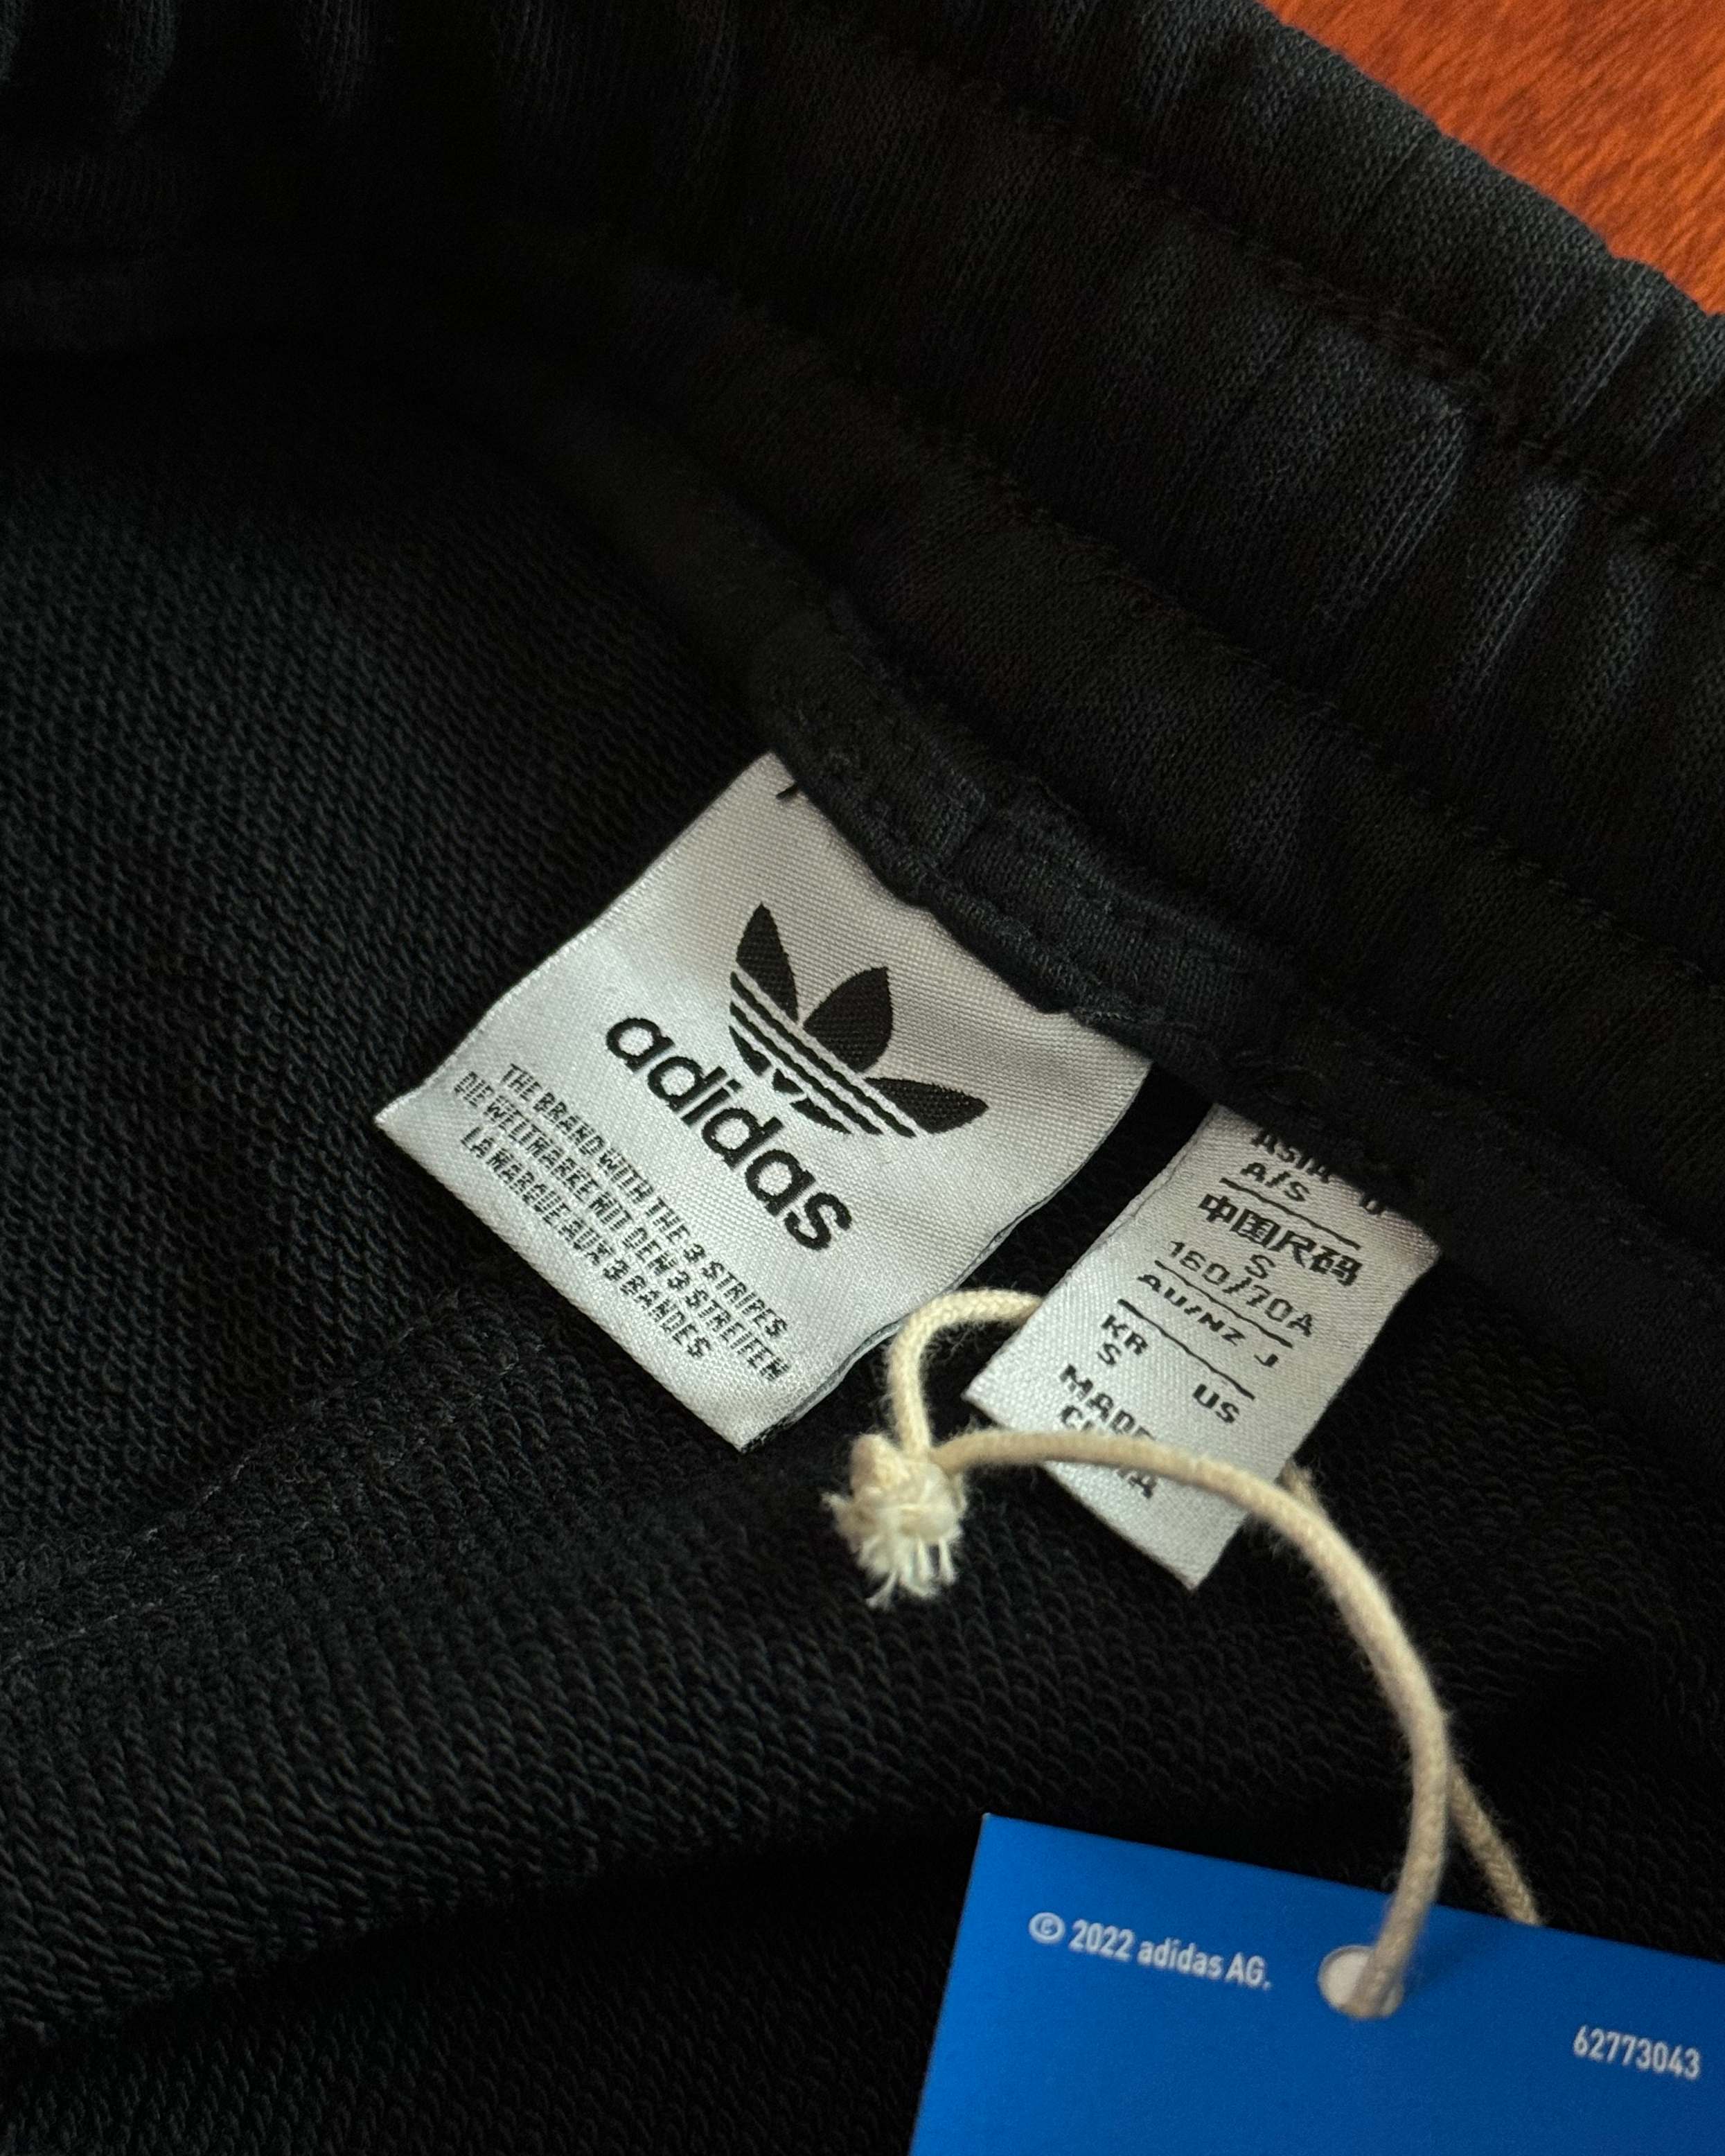 adidas
THE BRAND WITH THE 3 STRIPES
DIE WELTMARKE MIT DEN 3 STREIFEN
LA MARQUE AUX 3 BANDES
A/S
中国尺码
S
160/70A
AU/NZ J
KR
S US
© 2022 adidas AG.
62773043